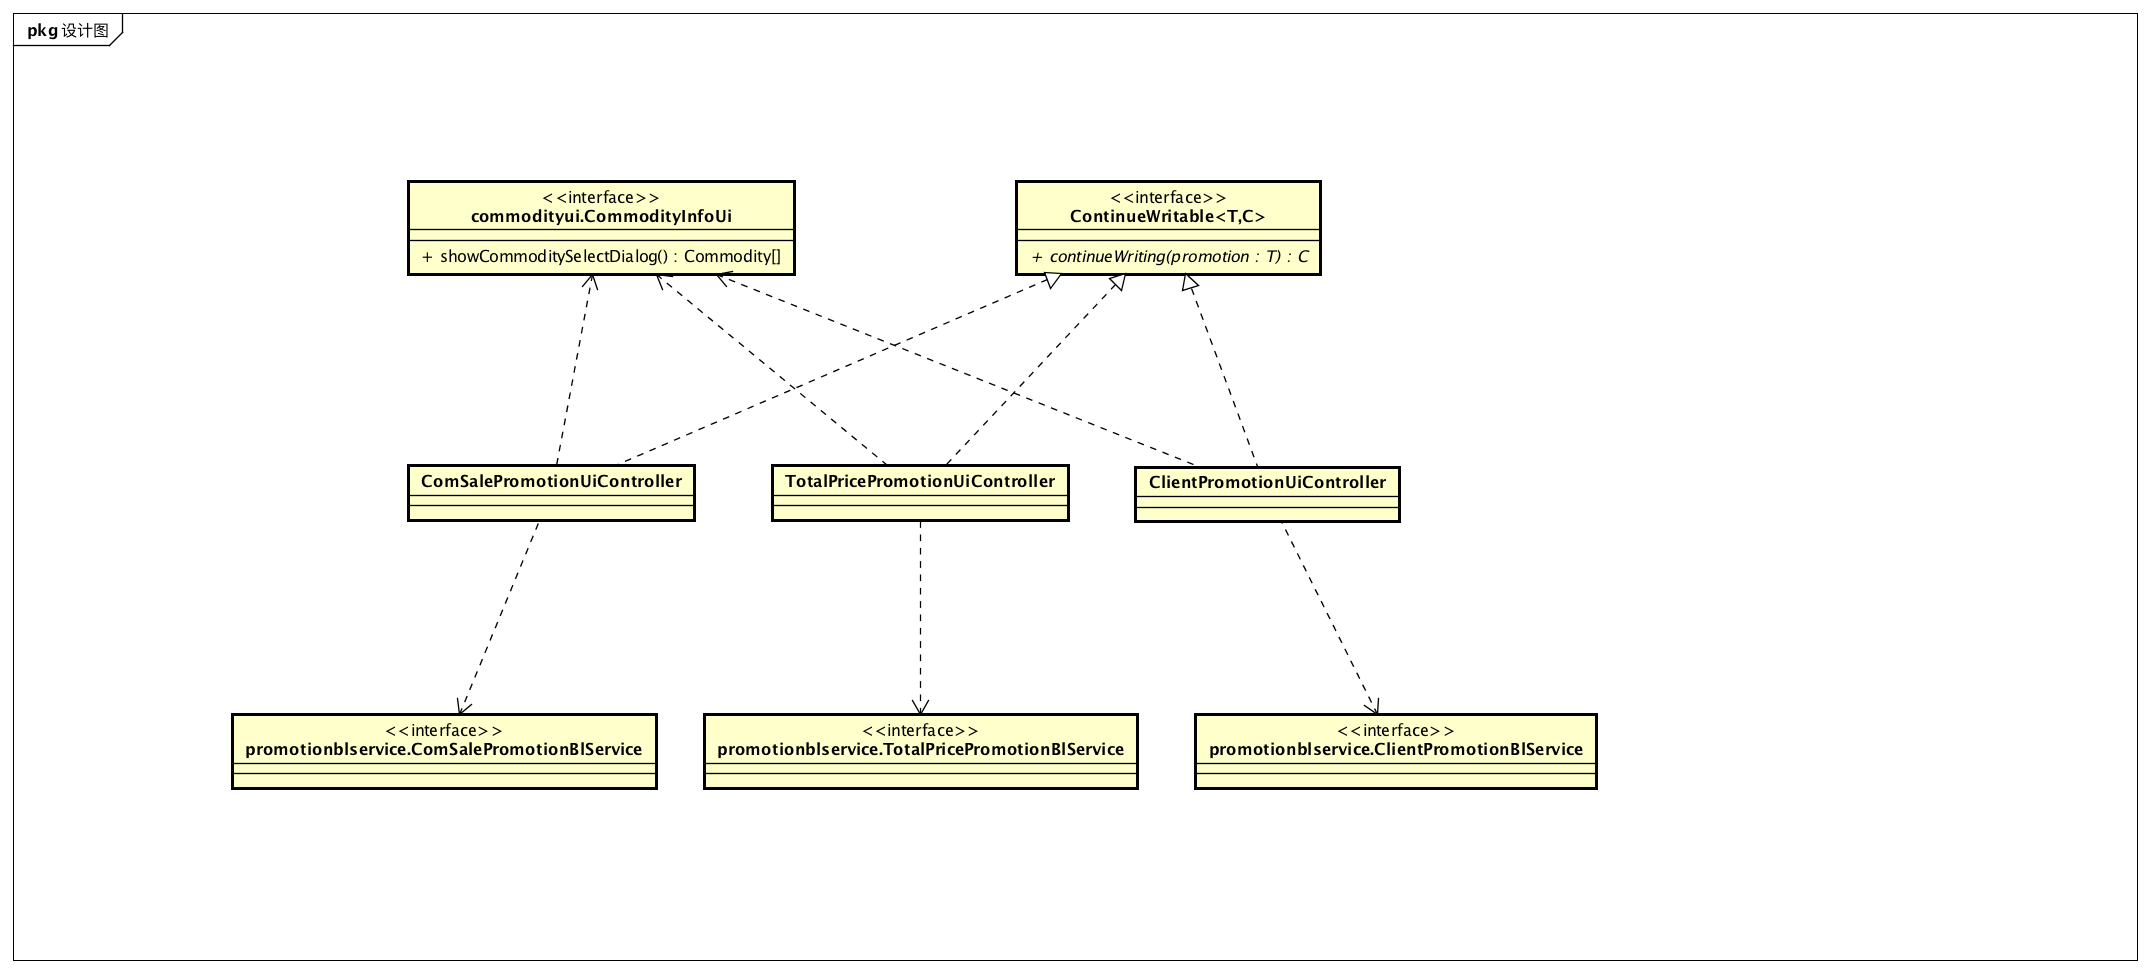 pkg 设计图
<<interface>>
commodityui.CommodityInfoUi
+ showCommoditySelectDialog() : Commodity[]
<<interface>>
ContinueWritable<T,C>
+ continueWriting(promotion : T) : C
ComSalePromotionUiController
TotalPricePromotionUiController
ClientPromotionUiController
<<interface>>
promotionblservice.ComSalePromotionBlService
<<interface>>
promotionblservice.TotalPricePromotionBlService
<<interface>>
promotionblservice.ClientPromotionBlService